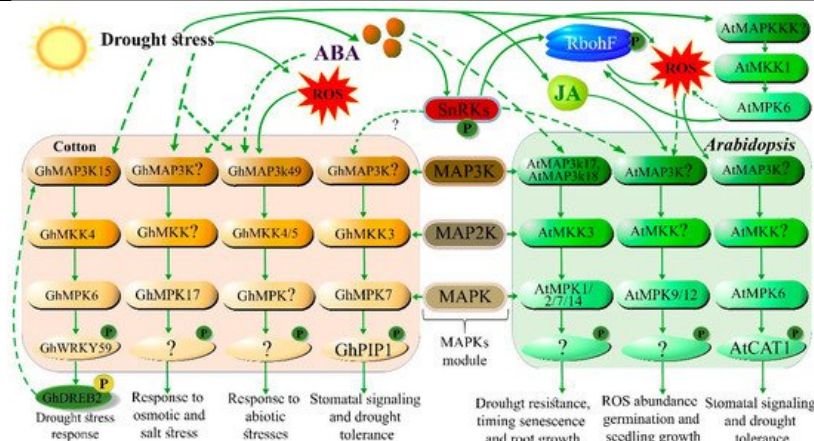 Drought stress
ABA
ROS
SnRKs
P
?
RbohF
P
JA
ROS
AtMAPKKK?
AtMKK1
AtMPK6
Cotton
GhMAP3K15
GhMAP3K?
GhMAP3k49
GhMAP3K?
GhMKK4
GhMKK?
GhMKK4/5
GhMKK3
GhMPK6
GhMPK17
GhMPK?
GhMPK7
GhWRKY59
P
?
P
?
P
GhPIP1
P
GhDREB2
P
Drought stress
response
Response to
osmotic and
salt stress
Response to
abiotic
stresses
Stomatal signaling
and drought
tolerance
MAP3K
MAP2K
MAPK
MAPKs
module
Arabidopsis
AtMAP3k17,
AtMAP3k18
AtMAP3K?
AtMAP3K?
AtMKK3
AtMKK?
AtMKK?
AtMPK1/
2/7/14
AtMPK9/12
AtMPK6
?
P
?
P
AtCAT1
P
Drouhgt resistance,
timing senescence
and root growth
ROS abundance
germination and
seedling growth
Stomatal signaling
and drought
tolerance